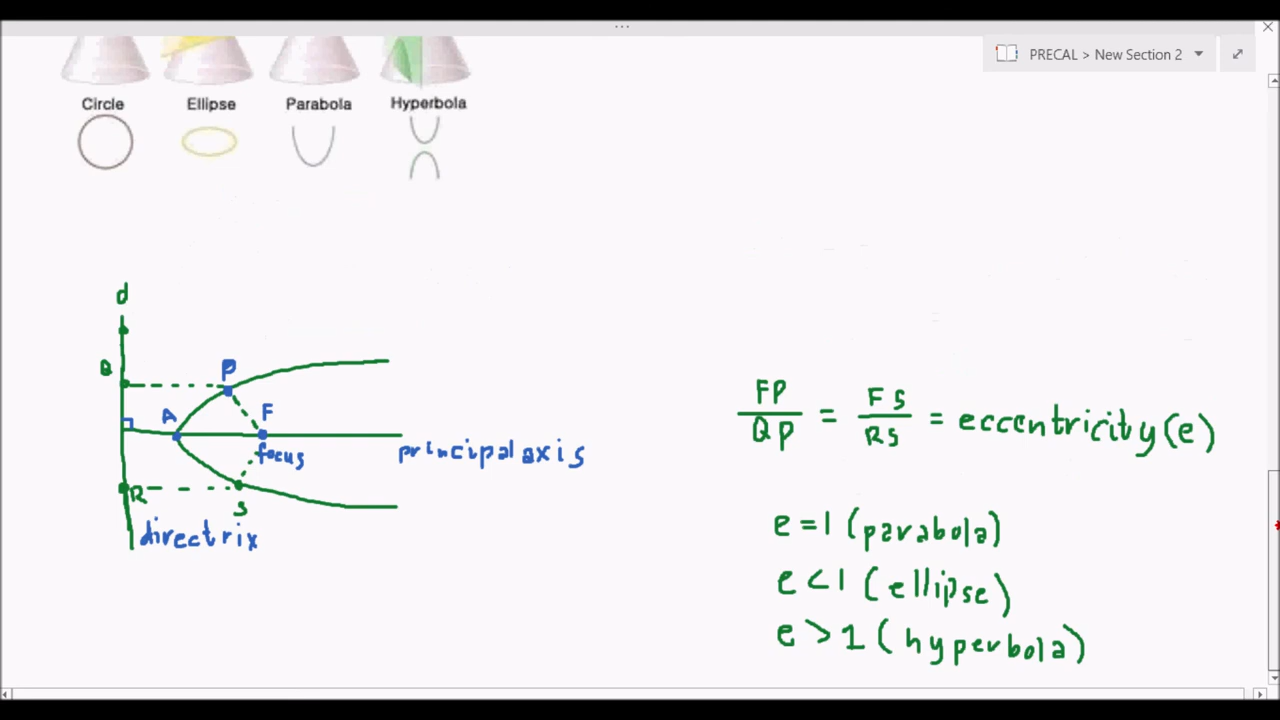 PRECAL > New Section 2
Circle Ellipse Parabola Hyperbola
d
Q
P
A
F
focus
principal axis
R
S
directrix
FP/QP = FS/RS = eccentricity (e)
e = 1 (parabola)
e < 1 (ellipse)
e > 1 (hyperbola)